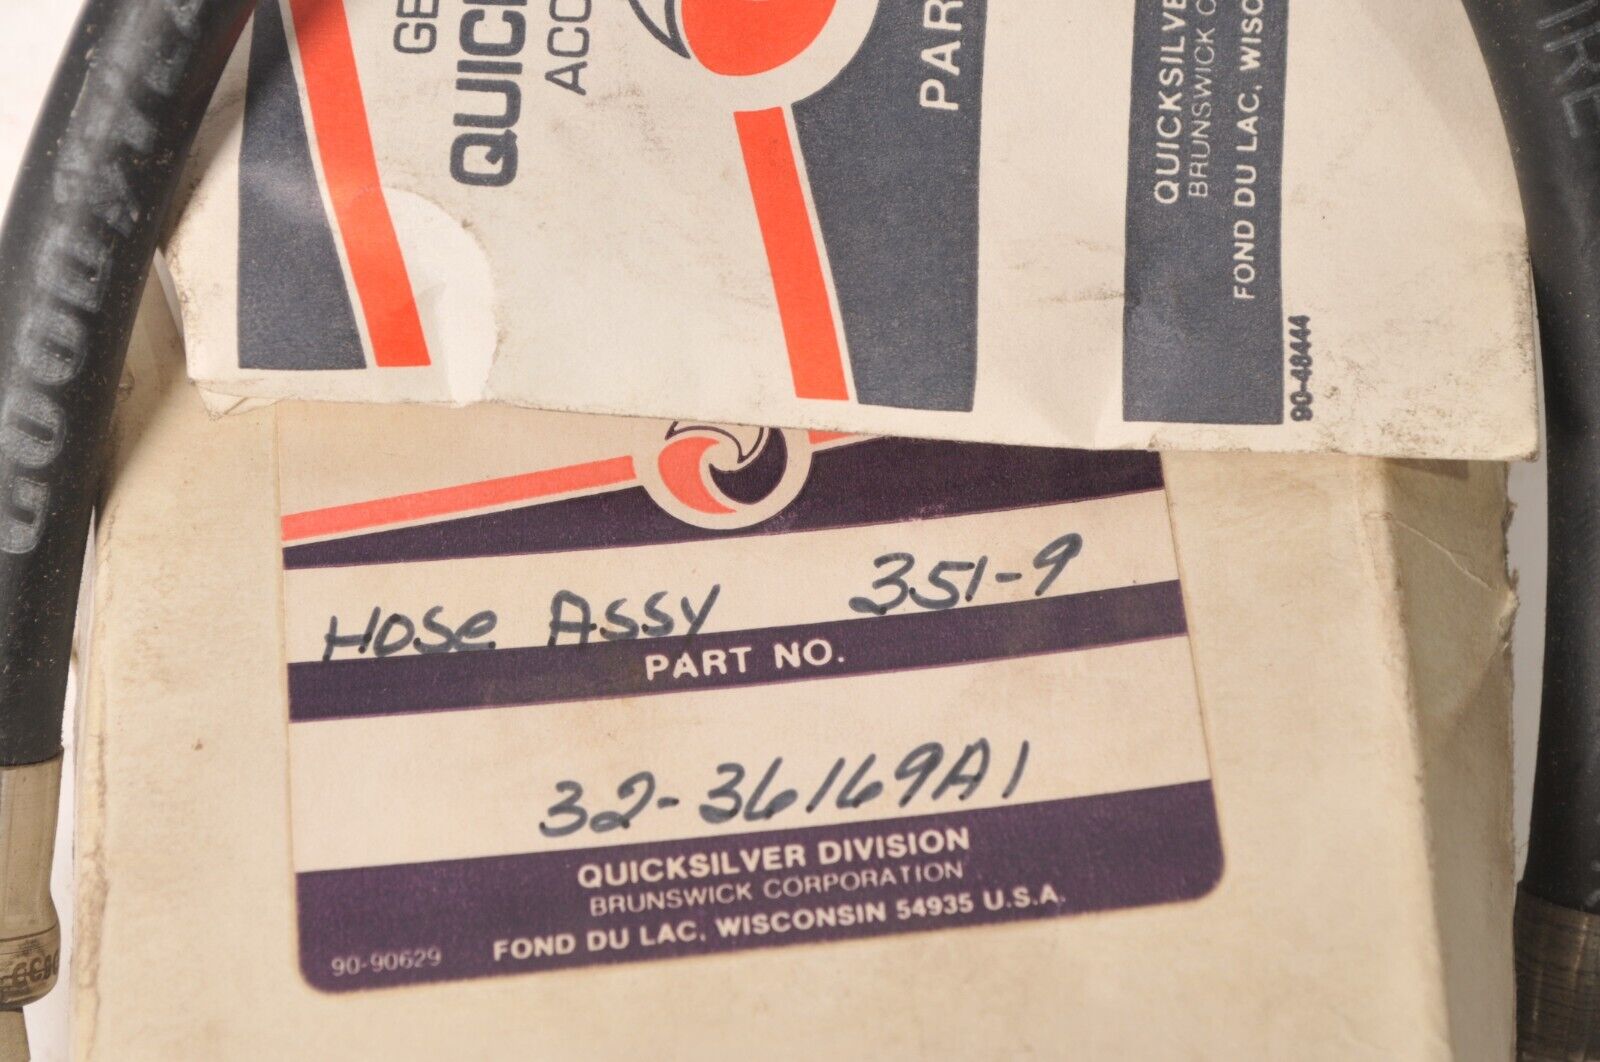 GE
QUICK
ACC
PAR
QUICKSILVE
BRUNSWICK C
FOND DU LAC, WISCO
90-48444
HOSE ASSY 351-9
PART NO.
32-36169A1
QUICKSILVER DIVISION
BRUNSWICK CORPORATION
FOND DU LAC, WISCONSIN 54935 U.S.A.
90-90629
GOODY